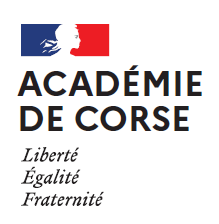 ACADÉMIE
DE CORSE
Liberté
Égalité
Fraternité